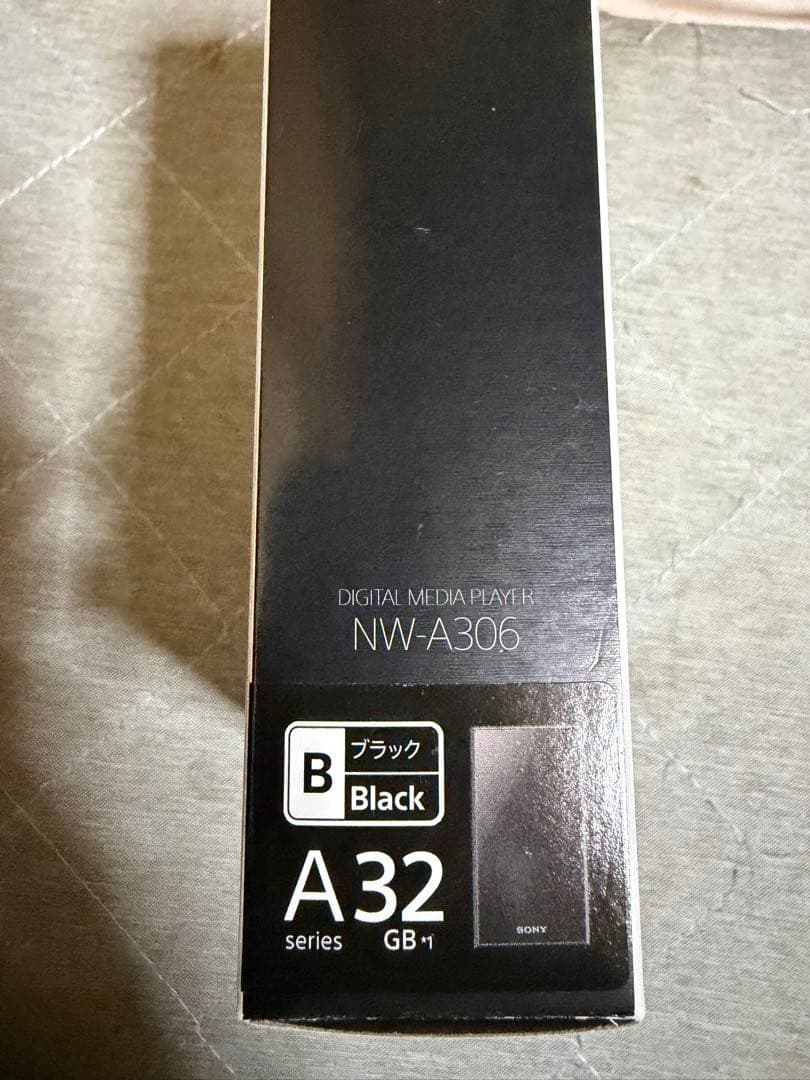 DIGITAL MEDIA PLAYER
NW-A306
B
ブラック
Black
A 32
series GB *1
SONY